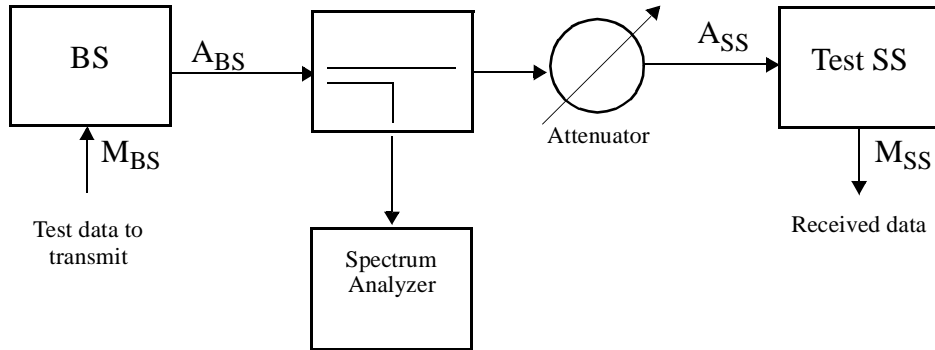 BS
A_BS
A_SS
Test SS
Attenuator
M_BS
M_SS
Test data to
transmit
Received data
Spectrum
Analyzer